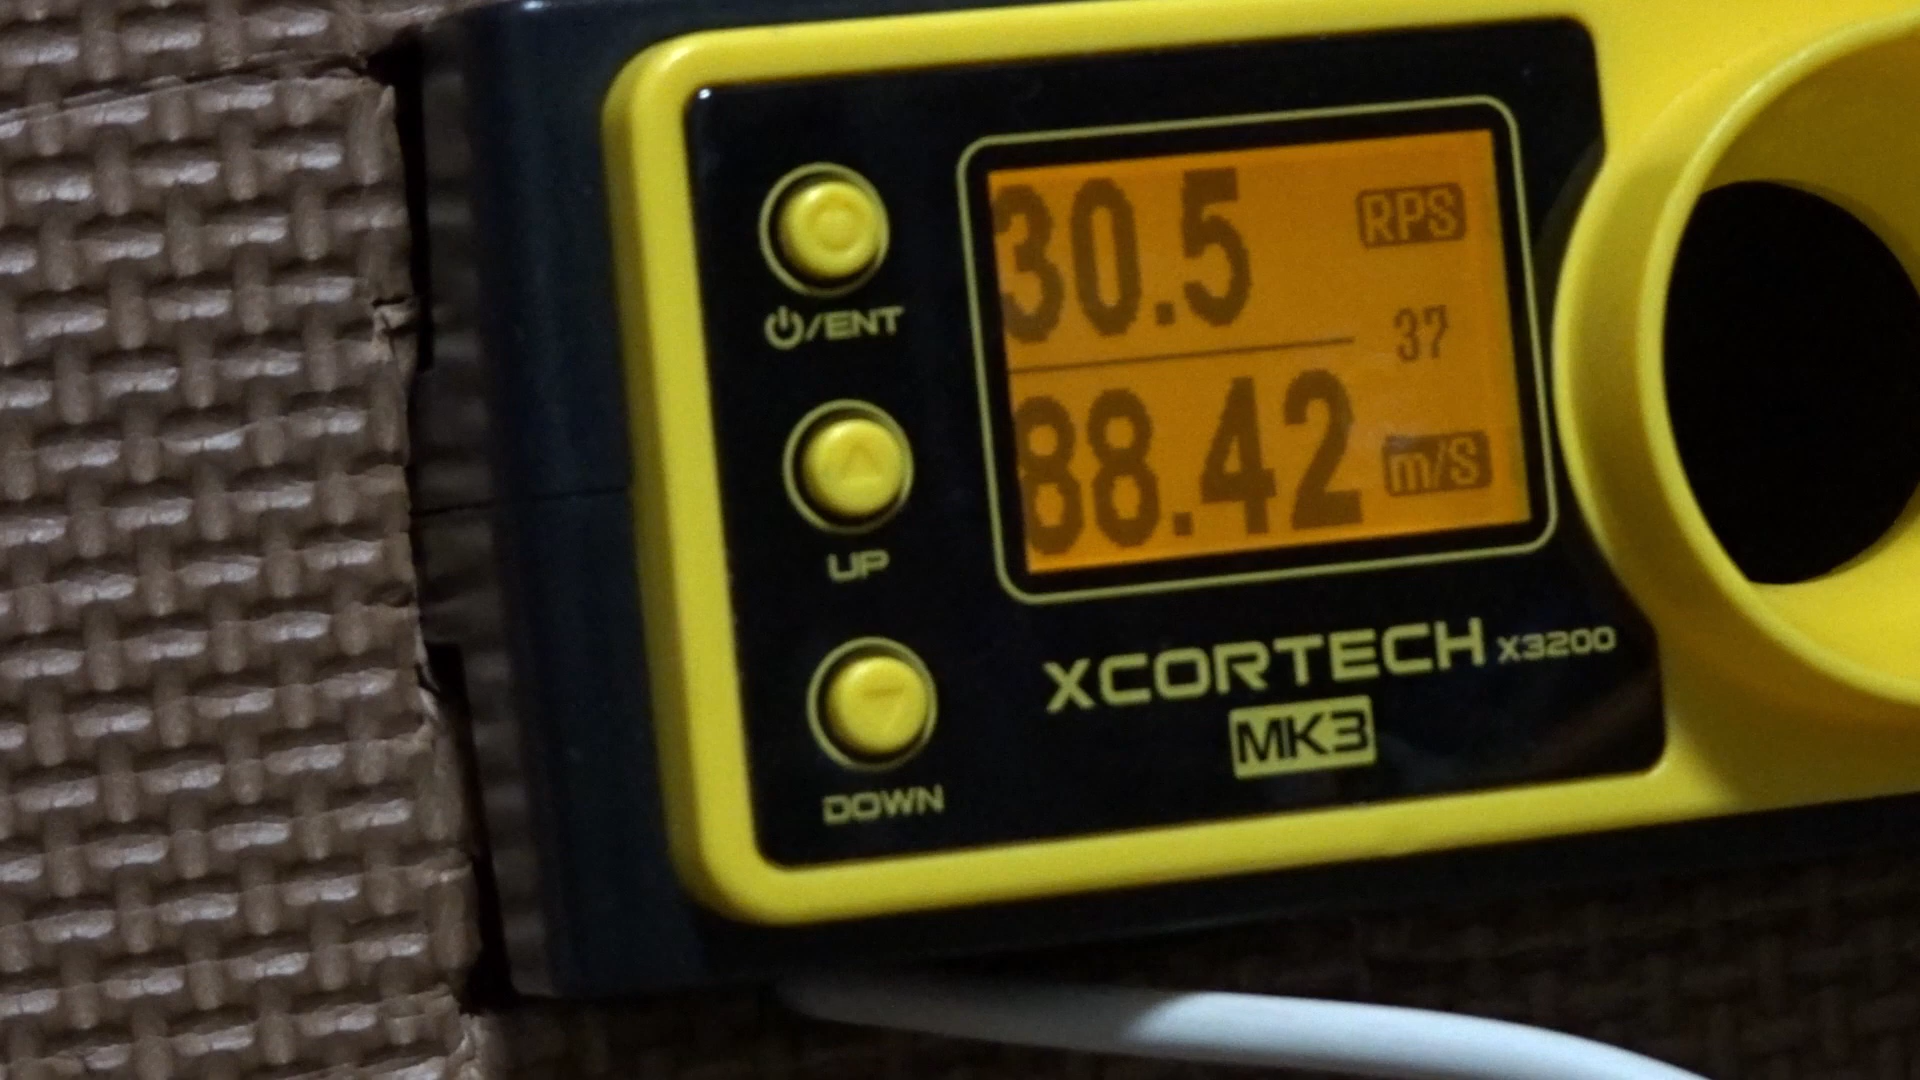 30.5 RPS
37
88.42 m/S
⏻/ENT
UP
DOWN
XCORTECH X3200
MK3